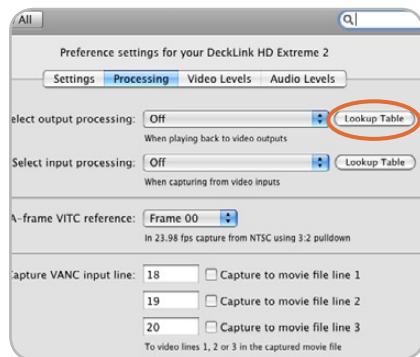 All
Preference settings for your DeckLink HD Extreme 2
Settings Processing Video Levels Audio Levels
elect output processing: Off Lookup Table
When playing back to video outputs
Select input processing: Off Lookup Table
When capturing from video inputs
A-frame VITC reference: Frame 00
In 23.98 fps capture from NTSC using 3:2 pulldown
Capture VANC input line: 18 Capture to movie file line 1
19 Capture to movie file line 2
20 Capture to movie file line 3
To video lines 1, 2 or 3 in the captured movie file